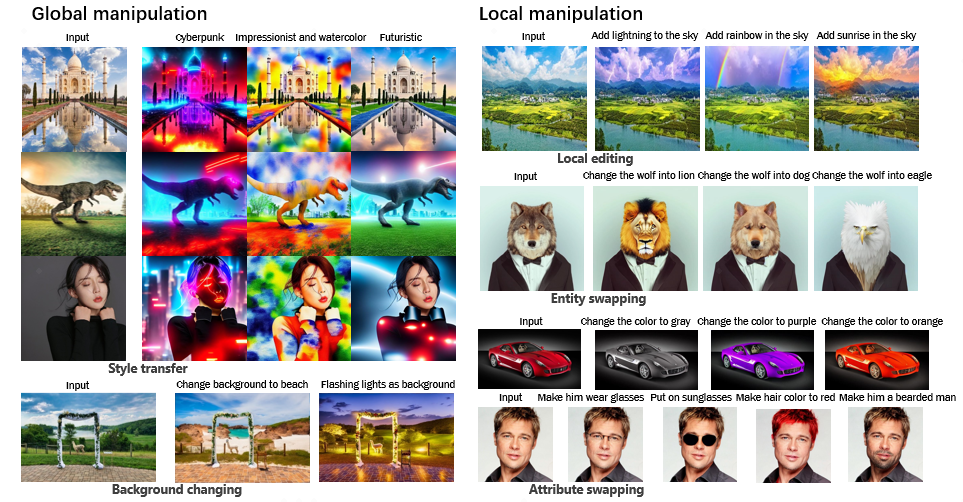 Global manipulation
Input
Cyberpunk
Impressionist and watercolor
Futuristic
Style transfer
Input
Change background to beach
Flashing lights as background
Background changing
Local manipulation
Input
Add lightning to the sky
Add rainbow in the sky
Add sunrise in the sky
Local editing
Input
Change the wolf into lion
Change the wolf into dog
Change the wolf into eagle
Entity swapping
Input
Change the color to gray
Change the color to purple
Change the color to orange
Input
Make him wear glasses
Put on sunglasses
Make hair color to red
Make him a bearded man
Attribute swapping